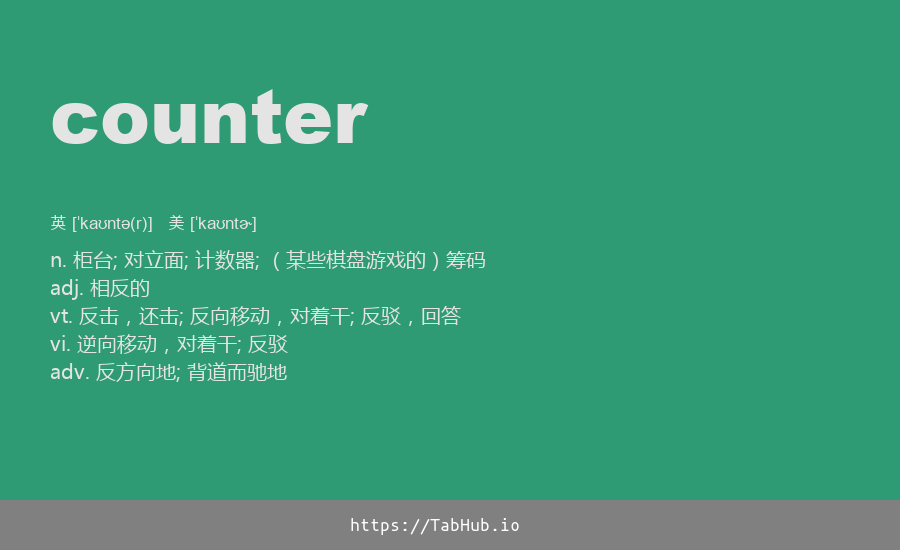 counter
英 ['kaʊntə(r)] 美 ['kaʊntɚ]
n. 柜台; 对立面; 计数器; （某些棋盘游戏的）筹码
adj. 相反的
vt. 反击，还击; 反向移动，对着干; 反驳，回答
vi. 逆向移动，对着干; 反驳
adv. 反方向地; 背道而驰地
https://TabHub.io